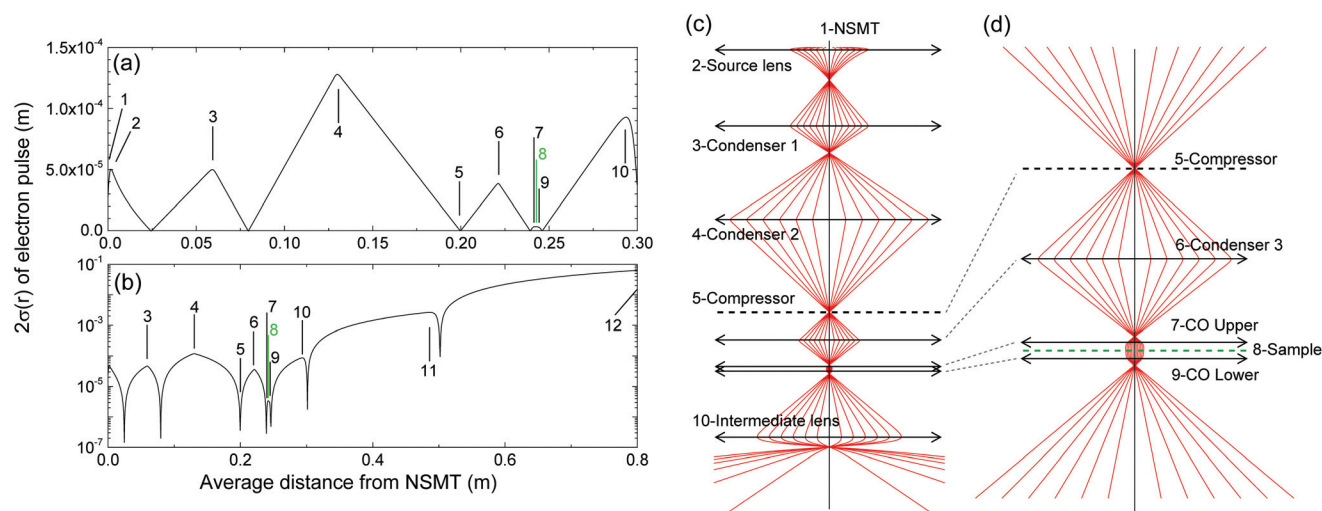 (a)
1.5x10⁻⁴
1.0x10⁻⁴
5.0x10⁻⁵
0.0
1
2
3
4
5
6
7
8
9
10
0.0
0.05
0.10
0.15
0.20
0.25
0.30
2σ(r) of electron pulse (m)
(b)
10⁻¹
10⁻³
10⁻⁵
10⁻⁷
3
4
5
6
7
8
9
10
11
12
0.0
0.2
0.4
0.6
0.8
Average distance from NSMT (m)
(c)
1-NSMT
2-Source lens
3-Condenser 1
4-Condenser 2
5-Compressor
10-Intermediate lens
(d)
5-Compressor
6-Condenser 3
7-CO Upper
8-Sample
9-CO Lower